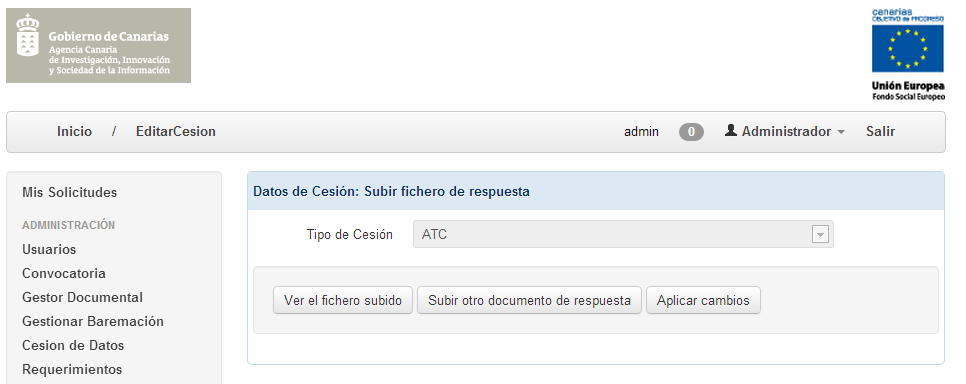 Gobierno de Canarias
Agencia Canaria
de Investigación, Innovación
y Sociedad de la Información
canarias
OBJETIVO de PROGRESO
Unión Europea
Fondo Social Europeo
Inicio / EditarCesion admin 0 Administrador Salir
Mis Solicitudes
ADMINISTRACIÓN
Usuarios
Convocatoria
Gestor Documental
Gestionar Baremación
Cesion de Datos
Requerimientos
Datos de Cesión: Subir fichero de respuesta
Tipo de Cesión ATC
Ver el fichero subido Subir otro documento de respuesta Aplicar cambios